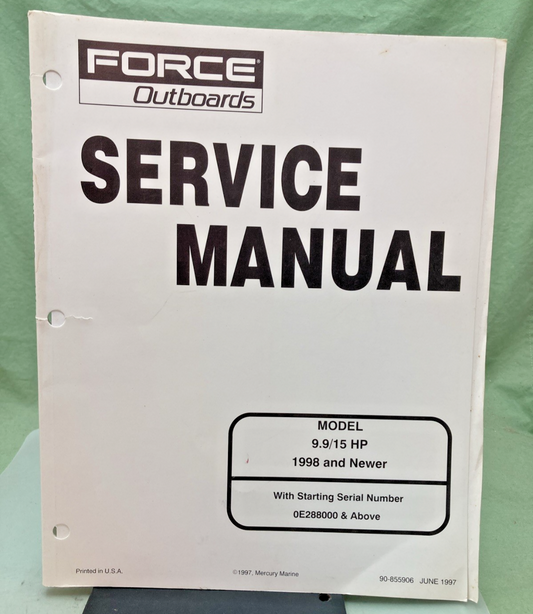 FORCE®
Outboards
SERVICE
MANUAL
MODEL
9.9/15 HP
1998 and Newer
With Starting Serial Number
0E288000 & Above
Printed in U.S.A.
©1997, Mercury Marine
90-855906 JUNE 1997